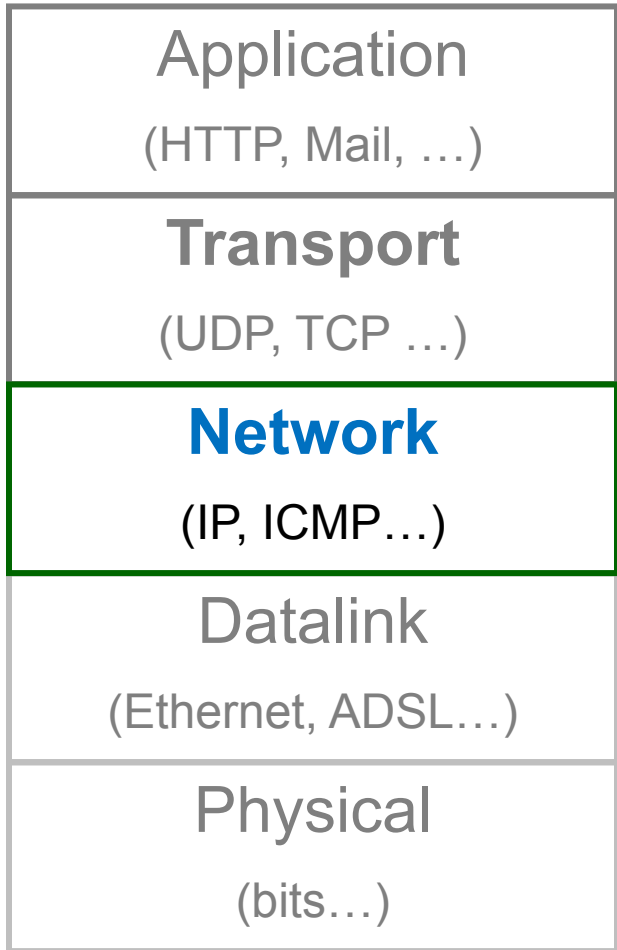 Application
(HTTP, Mail, …)
Transport
(UDP, TCP …)
Network
(IP, ICMP…)
Datalink
(Ethernet, ADSL…)
Physical
(bits…)